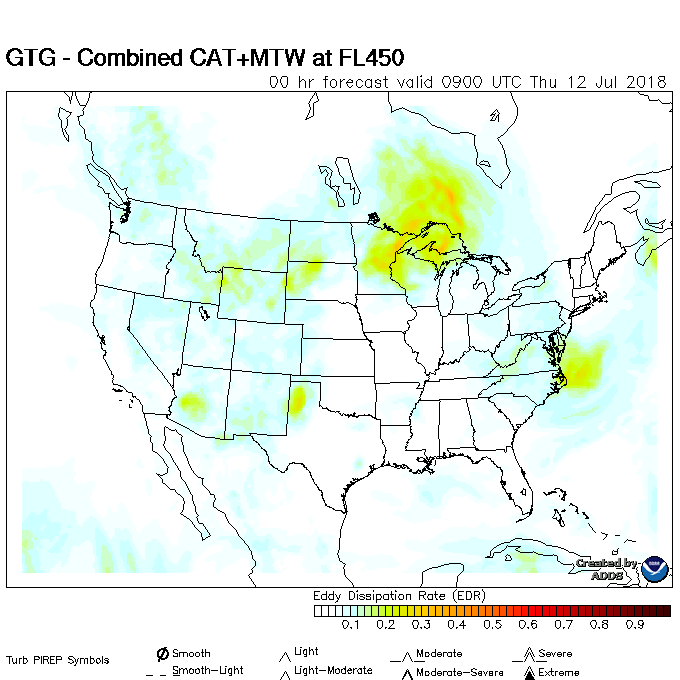 GTG - Combined CAT+MTW at FL450
00 hr forecast valid 0900 UTC Thu 12 Jul 2018
Created by
ADDS
Eddy Dissipation Rate (EDR)
0.1 0.2 0.3 0.4 0.5 0.6 0.7 0.8 0.9
Turb PIREP Symbols
Smooth Light Moderate Severe
Smooth-Light Light-Moderate Moderate-Severe Extreme